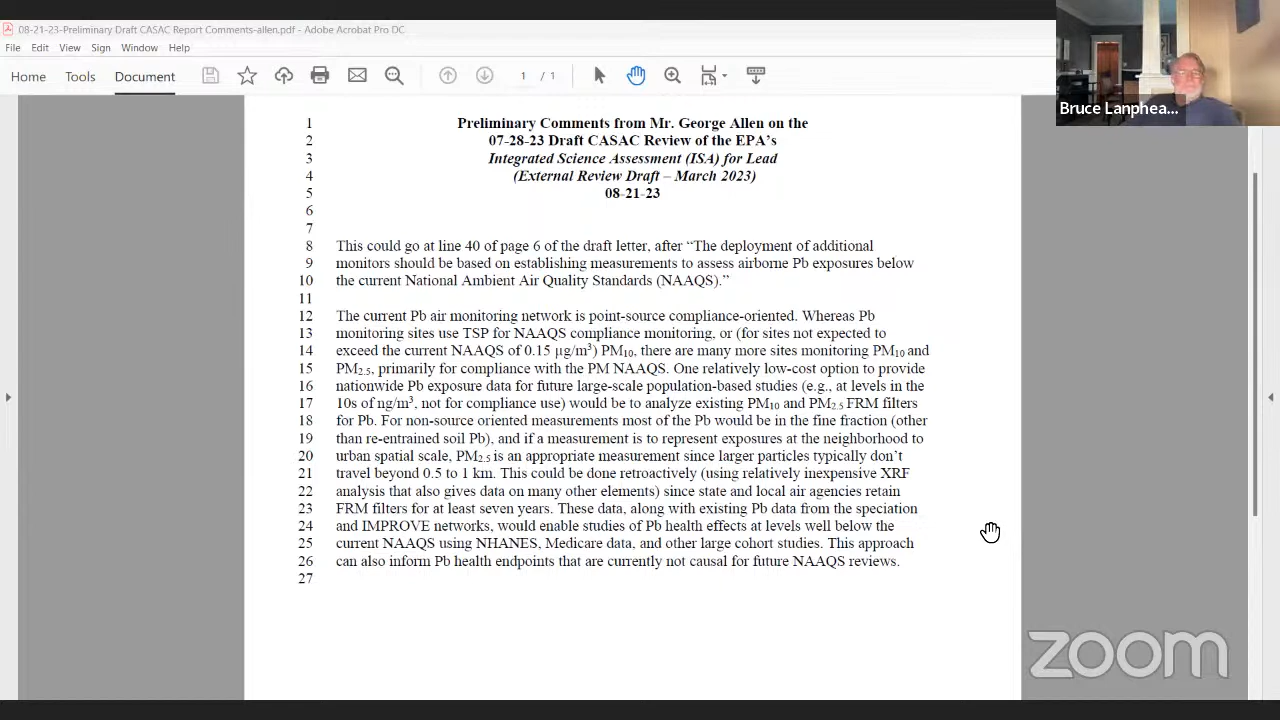 08-21-23-Preliminary Draft CASAC Report Comments-allen.pdf - Adobe Acrobat Pro DC
File Edit View Sign Window Help
Home Tools Document 1 / 1
Bruce Lanphea...
1 Preliminary Comments from Mr. George Allen on the
2 07-28-23 Draft CASAC Review of the EPA’s
3 Integrated Science Assessment (ISA) for Lead
4 (External Review Draft – March 2023)
5 08-21-23
6
7
8 This could go at line 40 of page 6 of the draft letter, after “The deployment of additional
9 monitors should be based on establishing measurements to assess airborne Pb exposures below
10 the current National Ambient Air Quality Standards (NAAQS).”
11
12 The current Pb air monitoring network is point-source compliance-oriented. Whereas Pb
13 monitoring sites use TSP for NAAQS compliance monitoring, or (for sites not expected to
14 exceed the current NAAQS of 0.15 µg/m³) PM₁₀, there are many more sites monitoring PM₁₀ and
15 PM₂.₅, primarily for compliance with the PM NAAQS. One relatively low-cost option to provide
16 nationwide Pb exposure data for future large-scale population-based studies (e.g., at levels in the
17 10s of ng/m³, not for compliance use) would be to analyze existing PM₁₀ and PM₂.₅ FRM filters
18 for Pb. For non-source oriented measurements most of the Pb would be in the fine fraction (other
19 than re-entrained soil Pb), and if a measurement is to represent exposures at the neighborhood to
20 urban spatial scale, PM₂.₅ is an appropriate measurement since larger particles typically don’t
21 travel beyond 0.5 to 1 km. This could be done retroactively (using relatively inexpensive XRF
22 analysis that also gives data on many other elements) since state and local air agencies retain
23 FRM filters for at least seven years. These data, along with existing Pb data from the speciation
24 and IMPROVE networks, would enable studies of Pb health effects at levels well below the
25 current NAAQS using NHANES, Medicare data, and other large cohort studies. This approach
26 can also inform Pb health endpoints that are currently not causal for future NAAQS reviews.
27
zoom